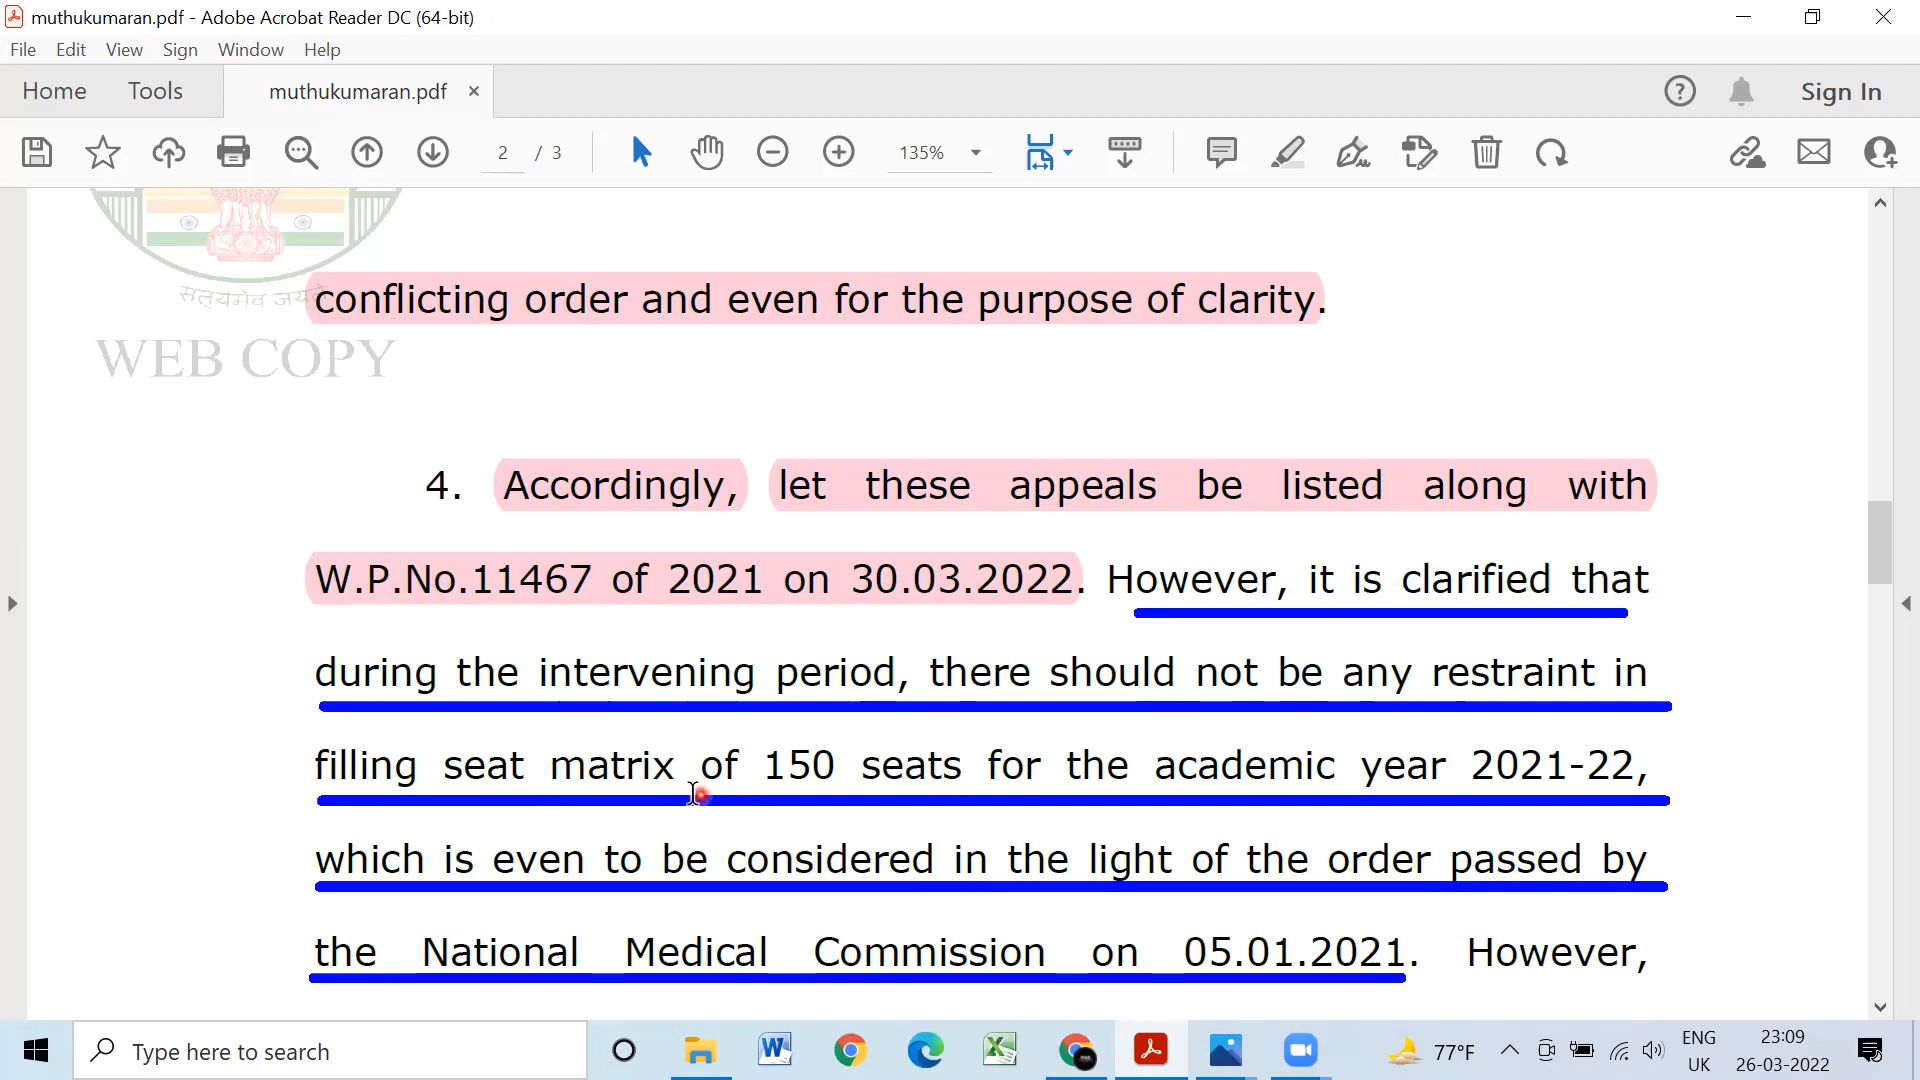 muthukumaran.pdf - Adobe Acrobat Reader DC (64-bit)
File Edit View Sign Window Help
Home Tools muthukumaran.pdf × Sign In
2 / 3 135%
सत्यमेव जयते
conflicting order and even for the purpose of clarity.
WEB COPY
4. Accordingly, let these appeals be listed along with
W.P.No.11467 of 2021 on 30.03.2022. However, it is clarified that
during the intervening period, there should not be any restraint in
filling seat matrix of 150 seats for the academic year 2021-22,
which is even to be considered in the light of the order passed by
the National Medical Commission on 05.01.2021. However,
Type here to search
77°F
ENG
UK
23:09
26-03-2022